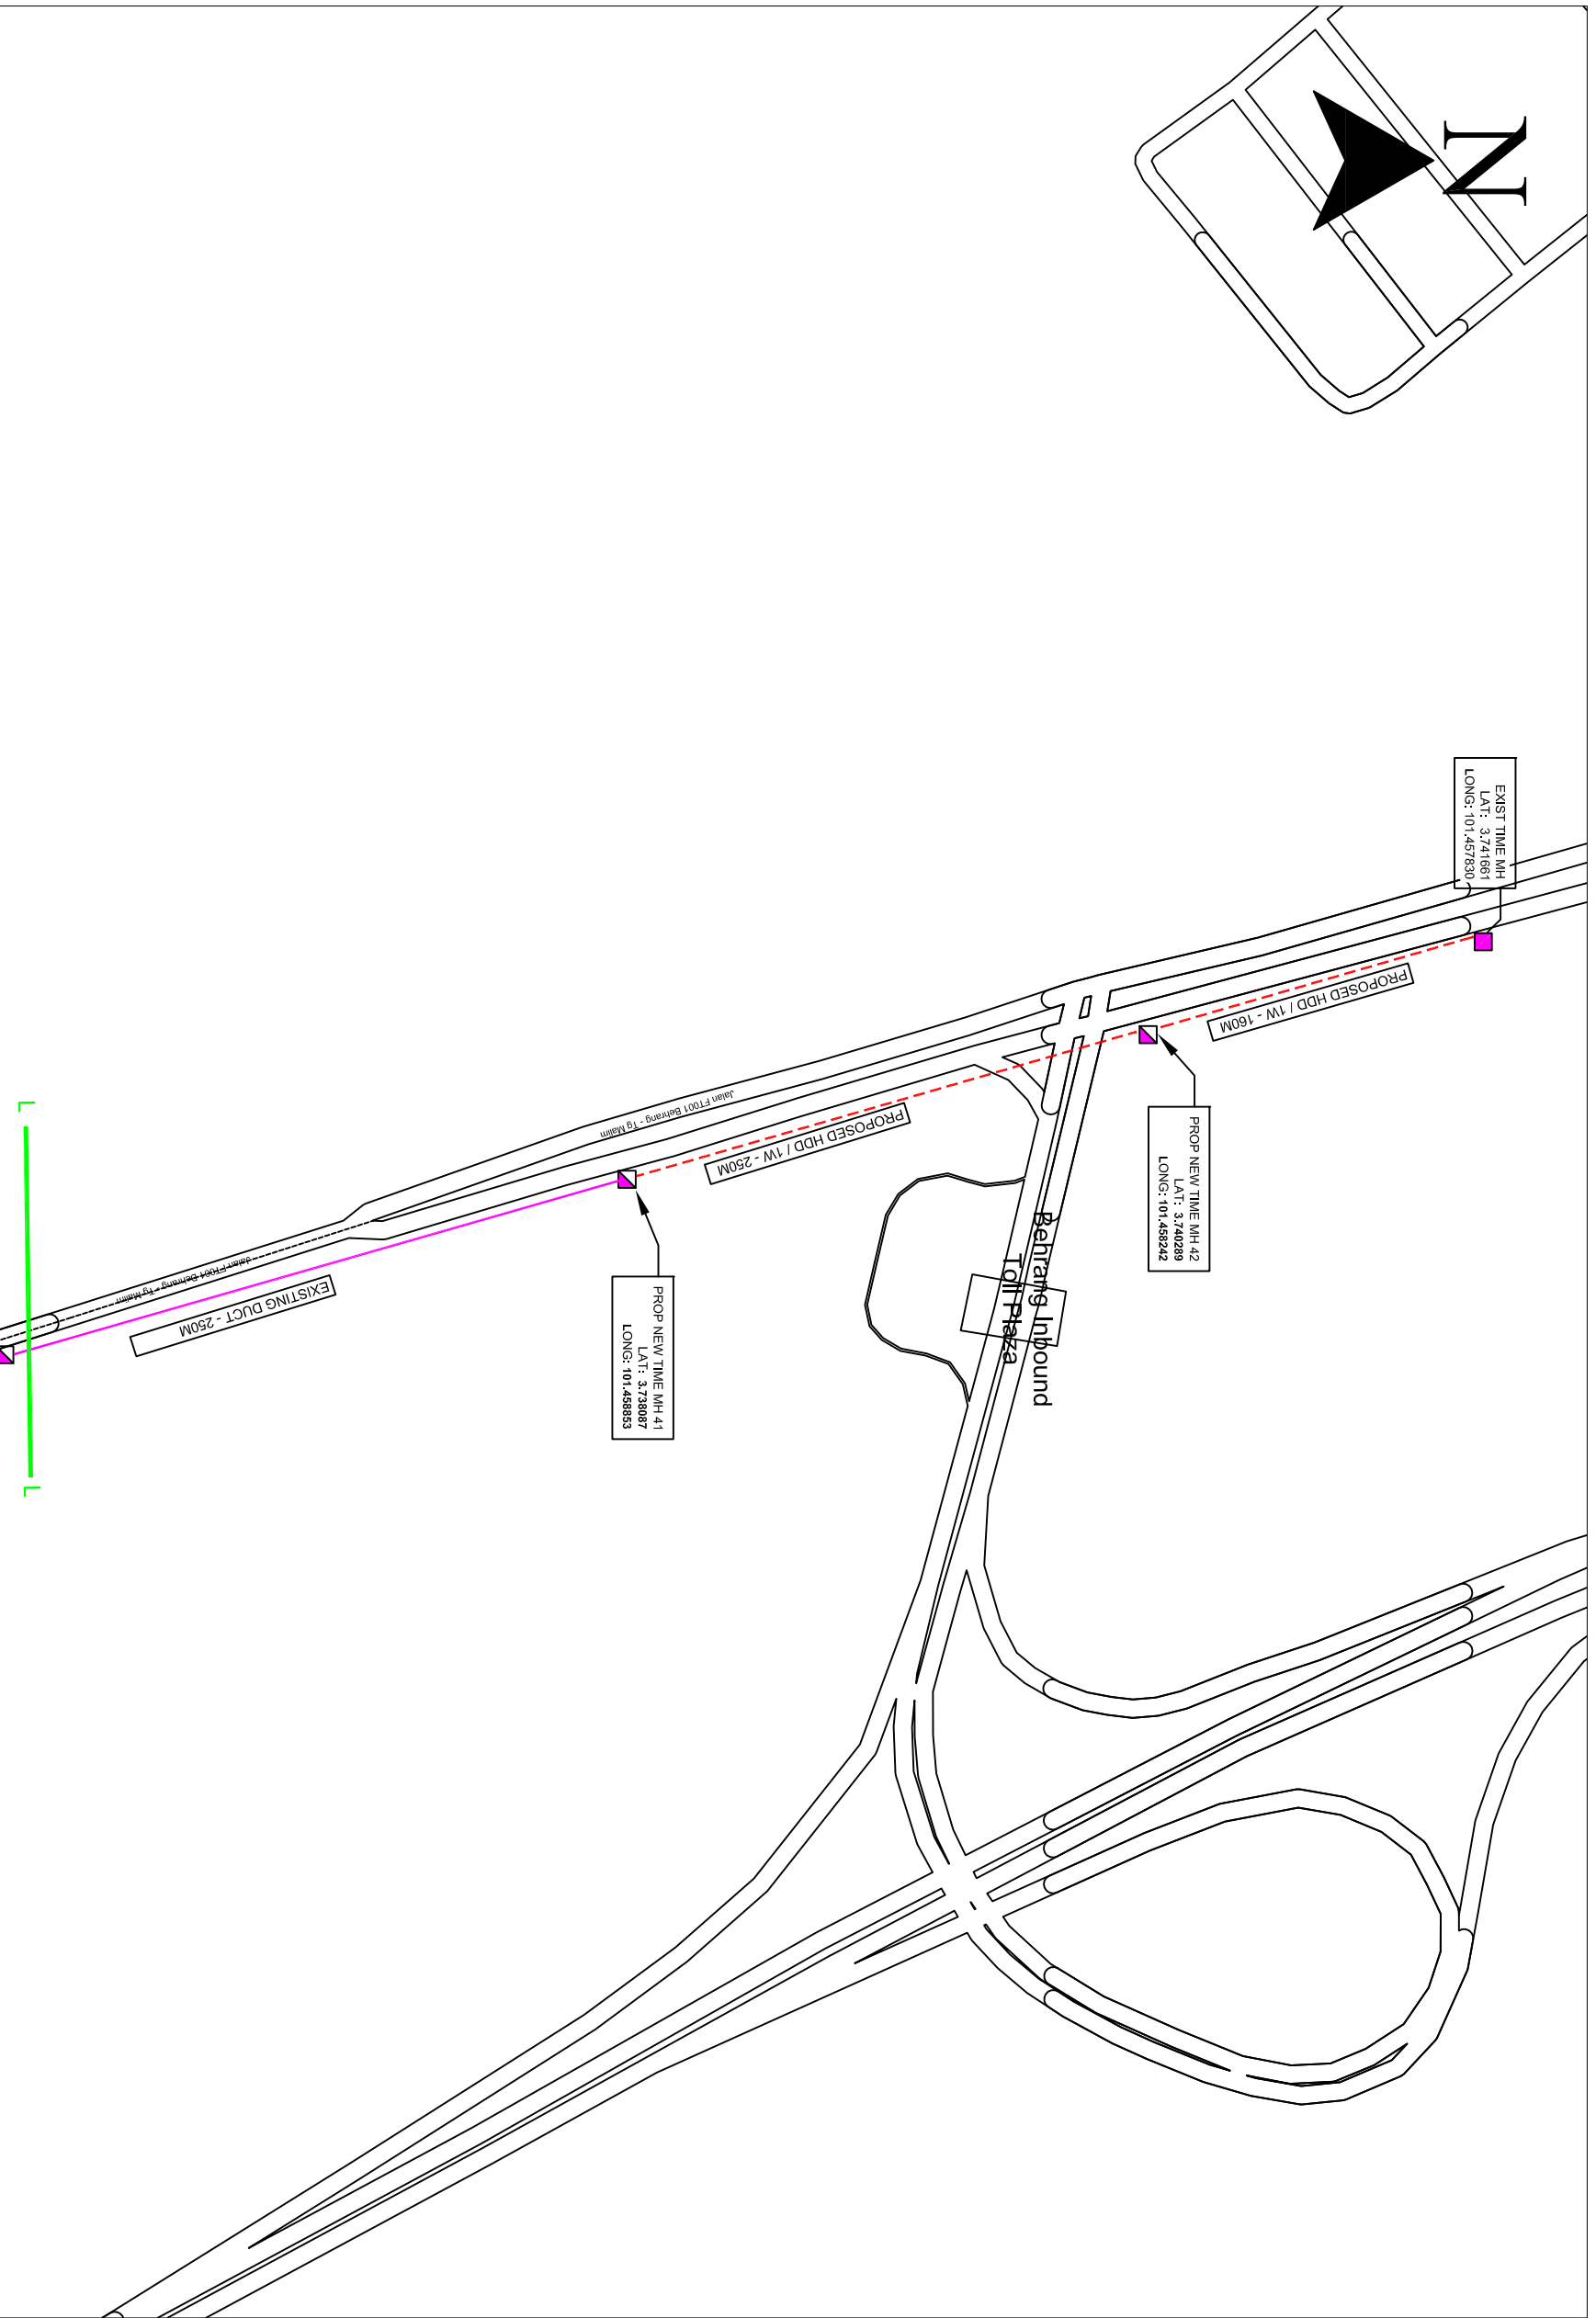 N
EXIST TIME MH
LAT: 3.741661
LONG: 101.457830
PROPOSED HDD / 1W - 160M
PROP NEW TIME MH 42
LAT: 3.740289
LONG: 101.458242
Behrang Inbound
Toll Plaza
PROPOSED HDD / 1W - 250M
Jalan FT001 Behrang - Tg Malim
PROP NEW TIME MH 41
LAT: 3.738087
LONG: 101.458853
Jalan FT001 Behrang - Tg Malim
EXISTING DUCT - 250M
L
L